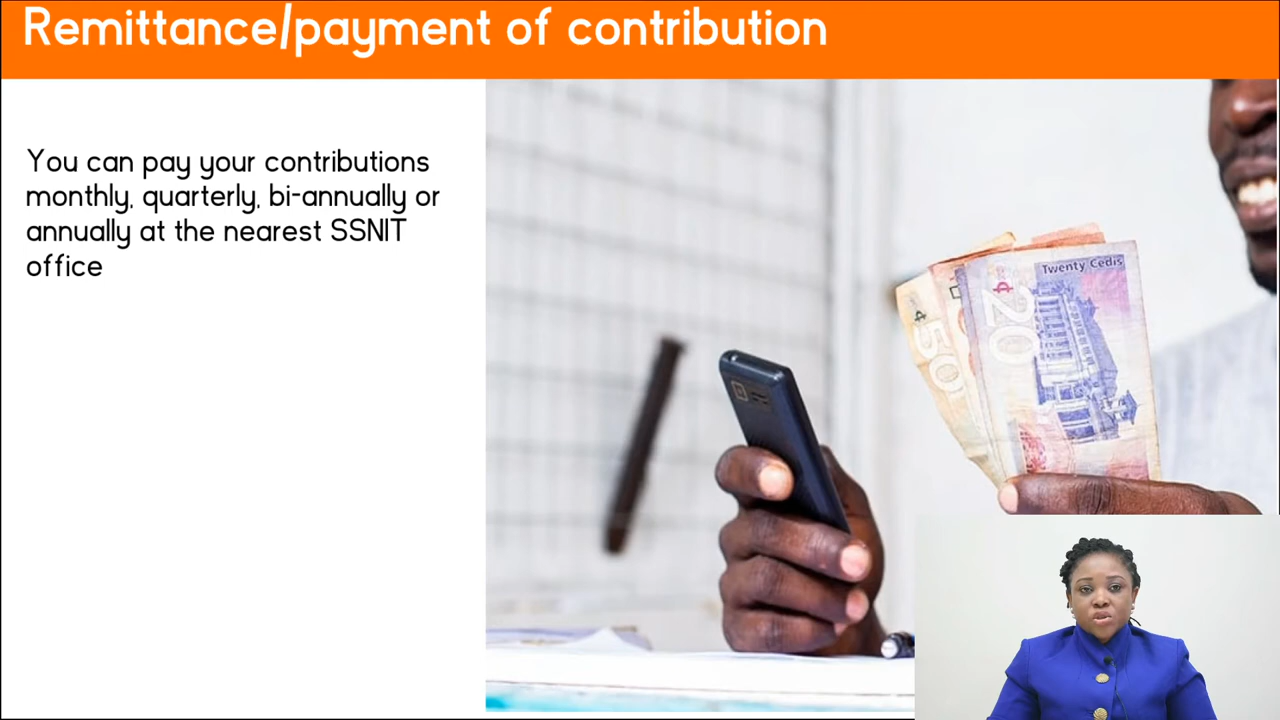 Remittance/payment of contribution
You can pay your contributions
monthly, quarterly, bi-annually or
annually at the nearest SSNIT
office
Twenty Cedis
₵20
₵50